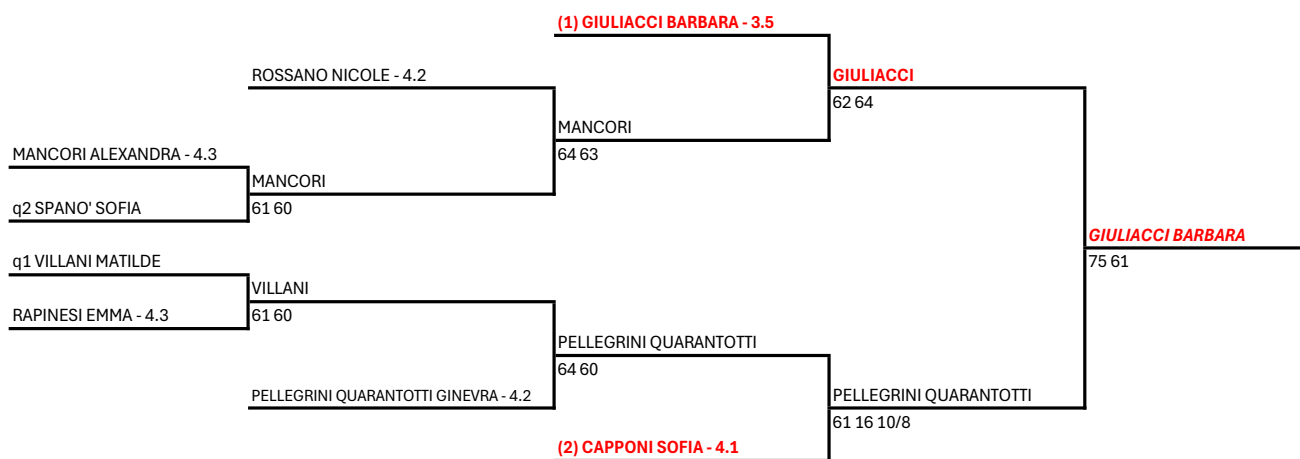 (1) GIULIACCI BARBARA - 3.5
ROSSANO NICOLE - 4.2
GIULIACCI
62 64
MANCORI
64 63
MANCORI ALEXANDRA - 4.3
MANCORI
61 60
q2 SPANO' SOFIA
GIULIACCI BARBARA
75 61
q1 VILLANI MATILDE
VILLANI
61 60
RAPINESI EMMA - 4.3
PELLEGRINI QUARANTOTTI
64 60
PELLEGRINI QUARANTOTTI GINEVRA - 4.2
PELLEGRINI QUARANTOTTI
61 16 10/8
(2) CAPPONI SOFIA - 4.1